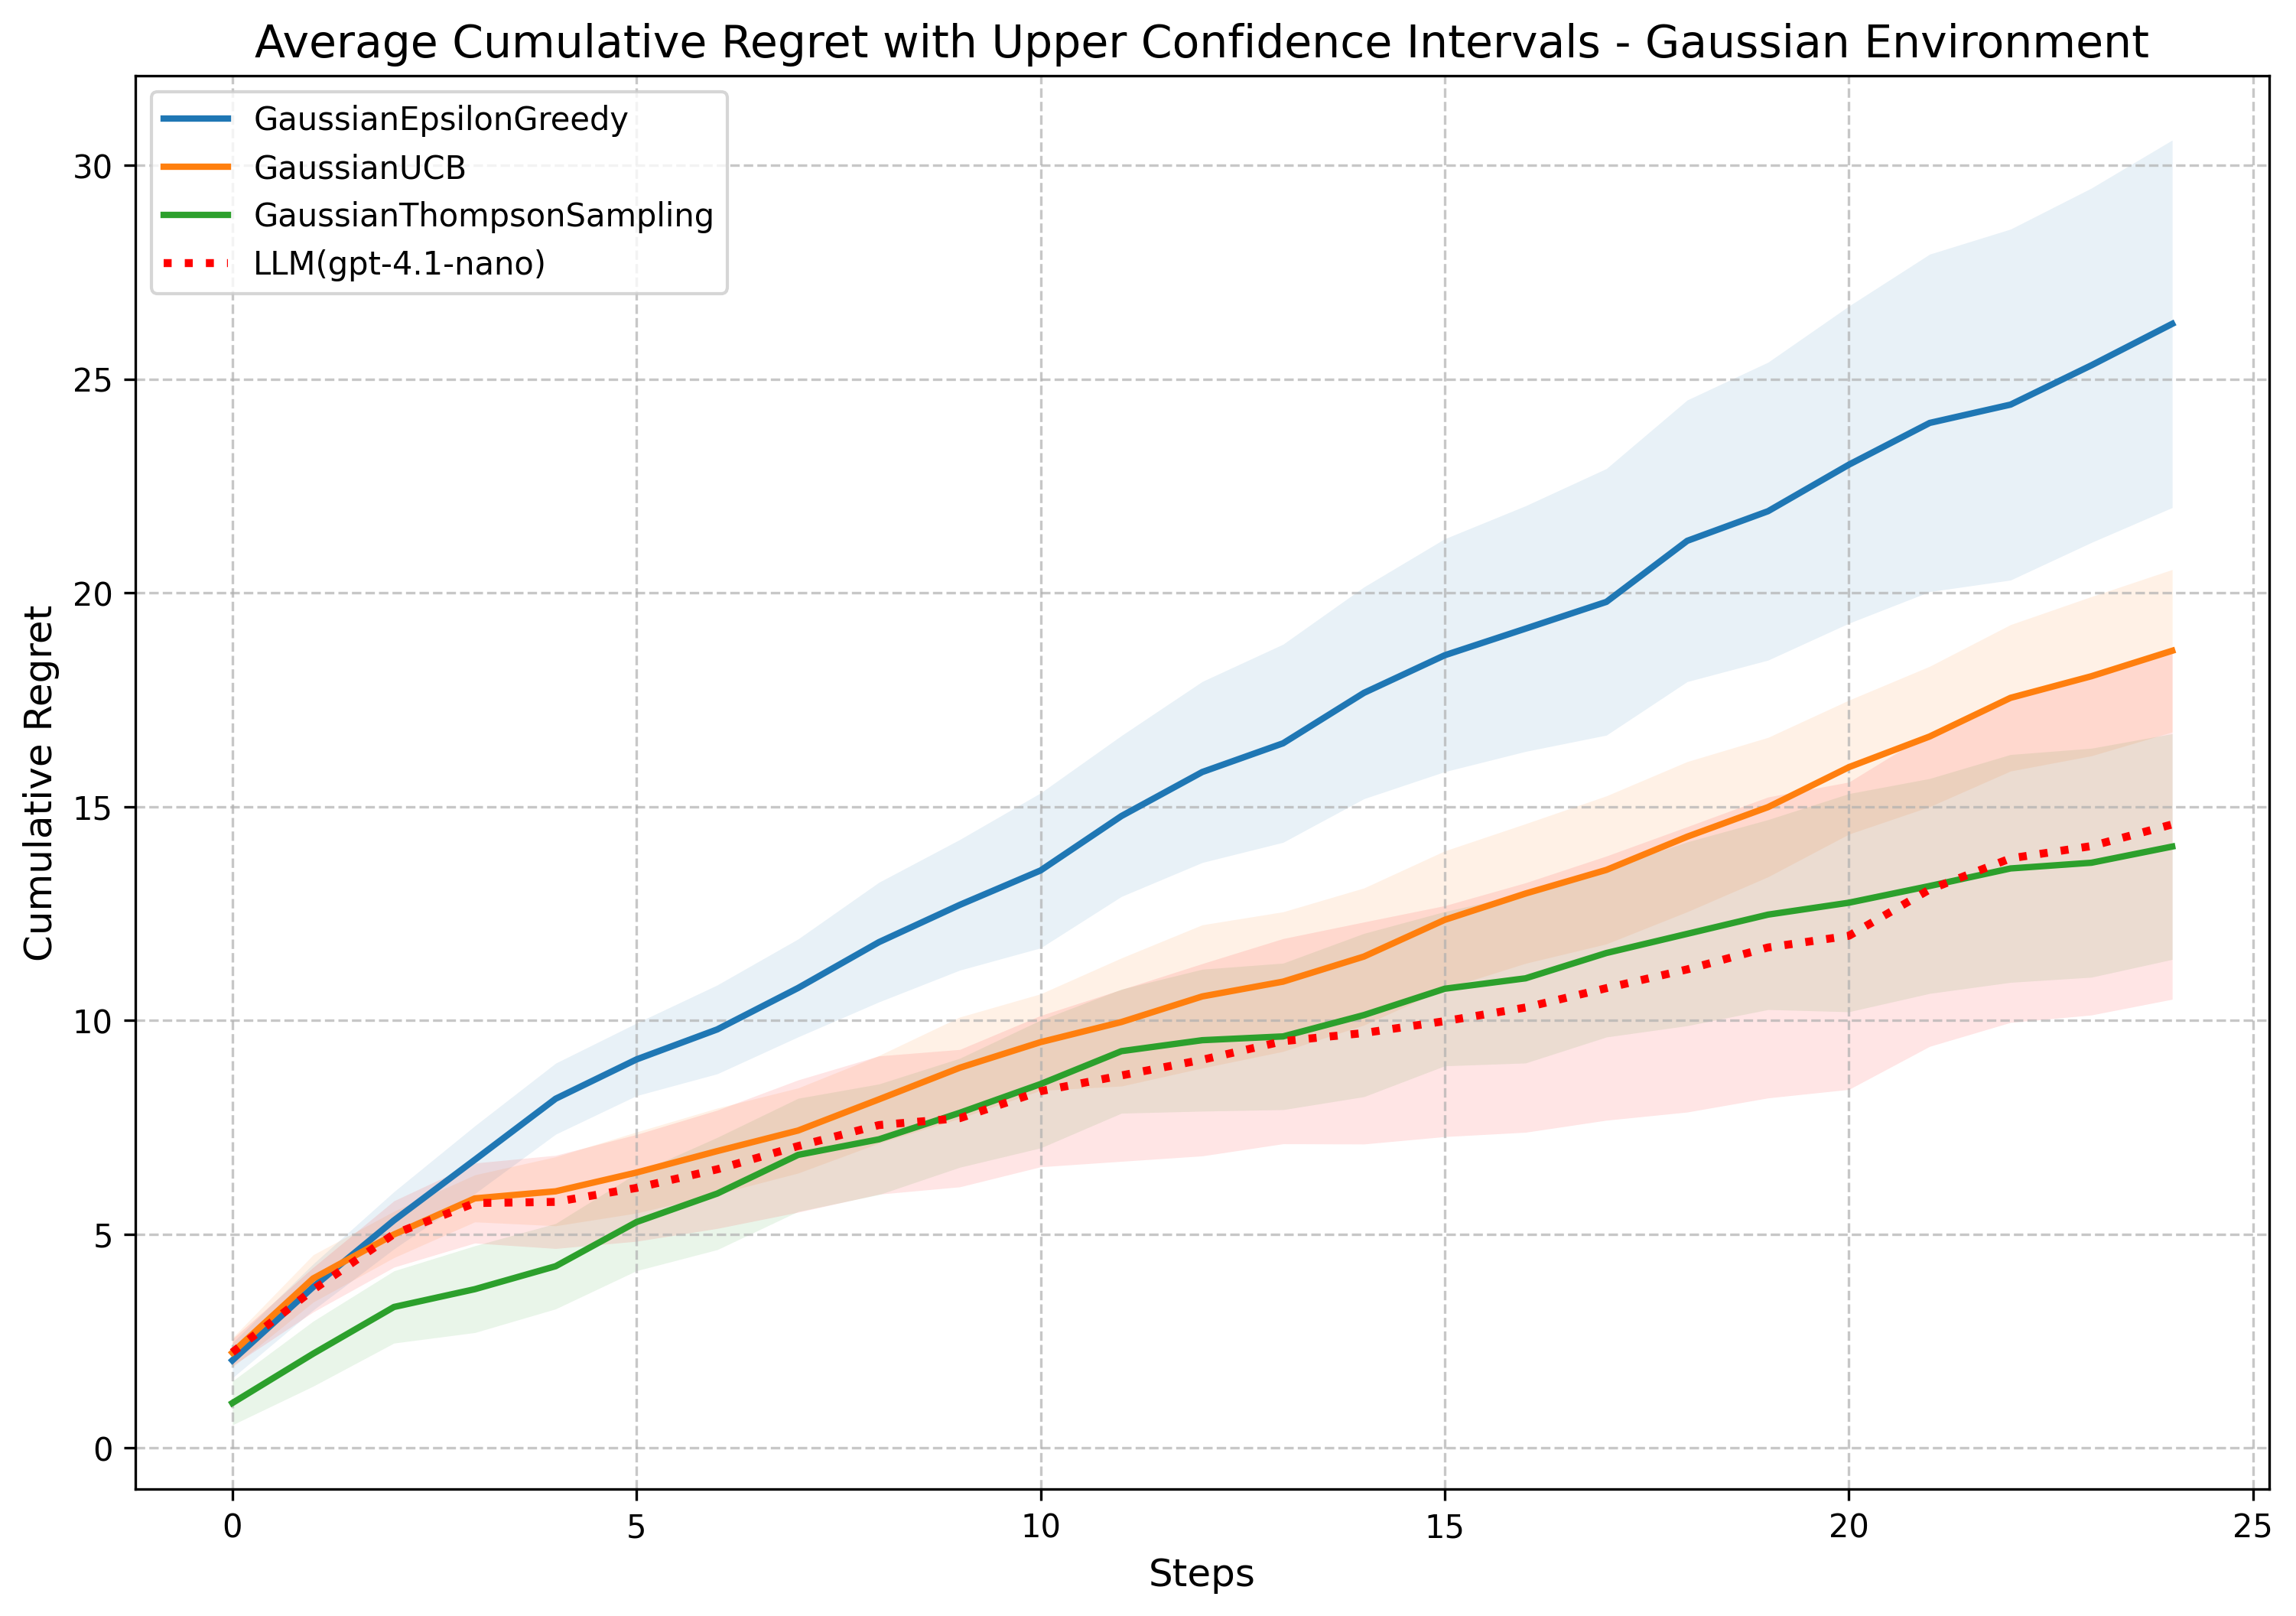 Average Cumulative Regret with Upper Confidence Intervals - Gaussian Environment
GaussianEpsilonGreedy
GaussianUCB
GaussianThompsonSampling
LLM(gpt-4.1-nano)
30
25
20
15
10
5
0
Cumulative Regret
0 5 10 15 20 25
Steps